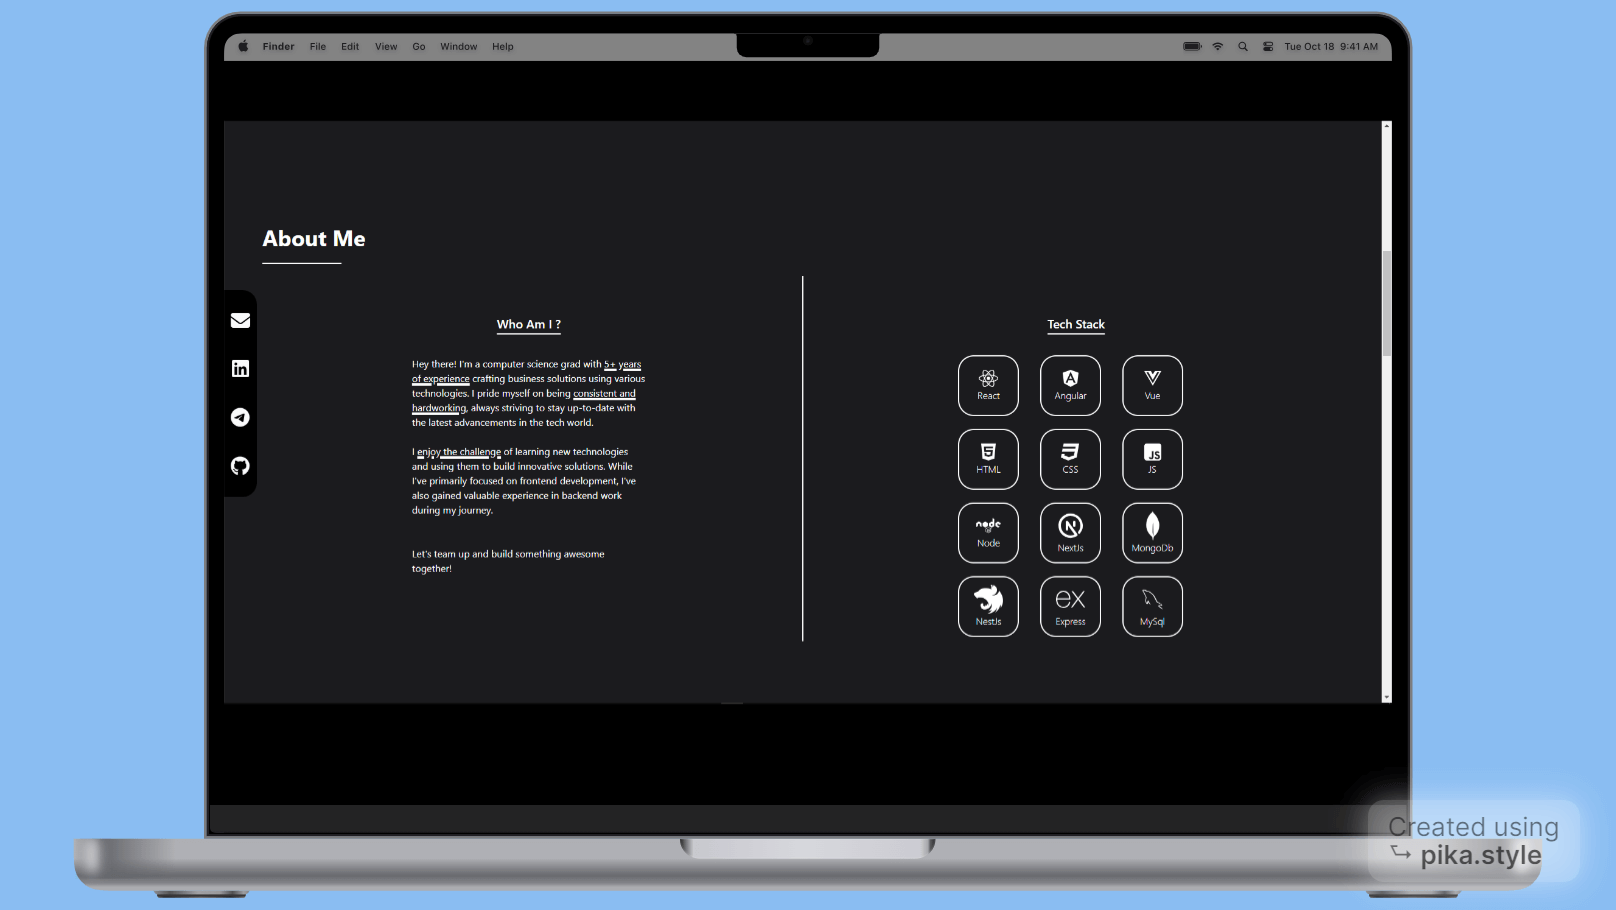 Finder File Edit View Go Window Help
Tue Oct 18 9:41 AM
About Me
Who Am I ?
Hey there! I'm a computer science grad with 5+ years
of experience crafting business solutions using various
technologies. I pride myself on being consistent and
hardworking, always striving to stay up-to-date with
the latest advancements in the tech world.
I enjoy the challenge of learning new technologies
and using them to build innovative solutions. While
I've primarily focused on frontend development, I've
also gained valuable experience in backend work
during my journey.
Let's team up and build something awesome
together!
Tech Stack
React
Angular
Vue
HTML
CSS
JS
JS
node
Node
N
NextJs
MongoDb
NestJs
ex
Express
MySql
in
Created using
pika.style